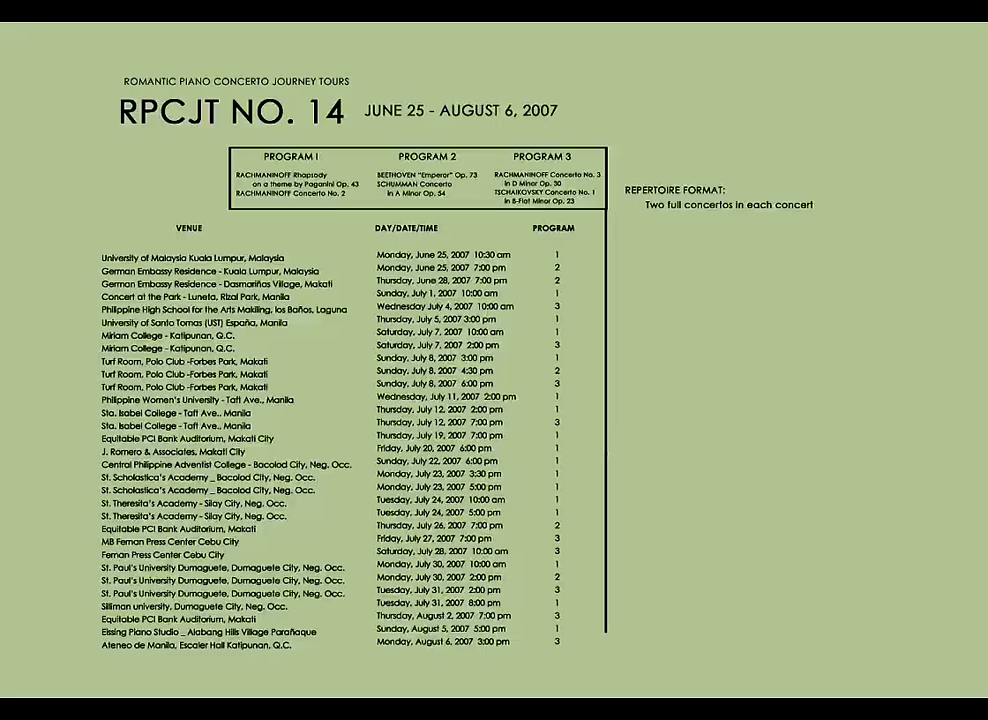 ROMANTIC PIANO CONCERTO JOURNEY TOURS
RPCJT NO. 14 JUNE 25 - AUGUST 6, 2007
PROGRAM I PROGRAM 2 PROGRAM 3
RACHMANINOFF Rhapsody BEETHOVEN "Emperor" Op. 73 RACHMANINOFF Concerto No. 3
on a theme by Paganini Op. 43 SCHUMMAN Concerto in D Minor Op. 30
RACHMANINOFF Concerto No. 2 in A Minor Op. 54 TSCHAIKOVSKY Concerto No. 1
in B-Flat Minor Op. 23
REPERTOIRE FORMAT:
Two full concertos in each concert
VENUE DAY/DATE/TIME PROGRAM
University of Malaysia Kuala Lumpur, Malaysia Monday, June 25, 2007 10:30 am 1
German Embassy Residence - Kuala Lumpur, Malaysia Monday, June 25, 2007 7:00 pm 2
German Embassy Residence - Dasmariñas Village, Makati Thursday, June 28, 2007 7:00 pm 2
Concert at the Park - Luneta, Rizal Park, Manila Sunday, July 1, 2007 10:00 am 1
Philippine High School for the Arts Makiling, los Baños, Laguna Wednesday July 4, 2007 10:00 am 3
University of Santo Tomas (UST) España, Manila Thursday, July 5, 2007 3:00 pm 1
Miriam College - Katipunan, Q.C. Saturday, July 7, 2007 10:00 am 1
Miriam College - Katipunan, Q.C. Saturday, July 7, 2007 2:00 pm 3
Turf Room, Polo Club -Forbes Park, Makati Sunday, July 8, 2007 3:00 pm 1
Turf Room, Polo Club -Forbes Park, Makati Sunday, July 8, 2007 4:30 pm 2
Turf Room, Polo Club -Forbes Park, Makati Sunday, July 8, 2007 6:00 pm 3
Philippine Women's University - Taft Ave., Manila Wednesday, July 11, 2007 2:00 pm 1
Sta. Isabel College - Taft Ave., Manila Thursday, July 12, 2007 2:00 pm 1
Sta. Isabel College - Taft Ave., Manila Thursday, July 12, 2007 7:00 pm 3
Equitable PCI Bank Auditorium, Makati City Thursday, July 19, 2007 7:00 pm 1
J. Romero & Associates, Makati City Friday, July 20, 2007 6:00 pm 1
Central Philippine Adventist College - Bacolod City, Neg. Occ. Sunday, July 22, 2007 6:00 pm 1
St. Scholastica's Academy _ Bacolod City, Neg. Occ. Monday, July 23, 2007 3:30 pm 1
St. Scholastica's Academy _ Bacolod City, Neg. Occ. Monday, July 23, 2007 5:00 pm 1
St. Theresita's Academy - Silay City, Neg. Occ. Tuesday, July 24, 2007 10:00 am 1
St. Theresita's Academy - Silay City, Neg. Occ. Tuesday, July 24, 2007 5:00 pm 1
Equitable PCI Bank Auditorium, Makati Thursday, July 26, 2007 7:00 pm 2
MB Fernan Press Center Cebu City Friday, July 27, 2007 7:00 pm 3
Fernan Press Center Cebu City Saturday, July 28, 2007 10:00 am 3
St. Paul's University Dumaguete, Dumaguete City, Neg. Occ. Monday, July 30, 2007 10:00 am 1
St. Paul's University Dumaguete, Dumaguete City, Neg. Occ. Monday, July 30, 2007 2:00 pm 2
St. Paul's University Dumaguete, Dumaguete City, Neg. Occ. Tuesday, July 31, 2007 2:00 pm 3
Silliman university, Dumaguete City, Neg. Occ. Tuesday, July 31, 2007 8:00 pm 1
Equitable PCI Bank Auditorium, Makati Thursday, August 2, 2007 7:00 pm 3
Eissing Piano Studio _ Alabang Hills Village Parañaque Sunday, August 5, 2007 5:00 pm 1
Ateneo de Manila, Escaler Hall Katipunan, Q.C. Monday, August 6, 2007 3:00 pm 3